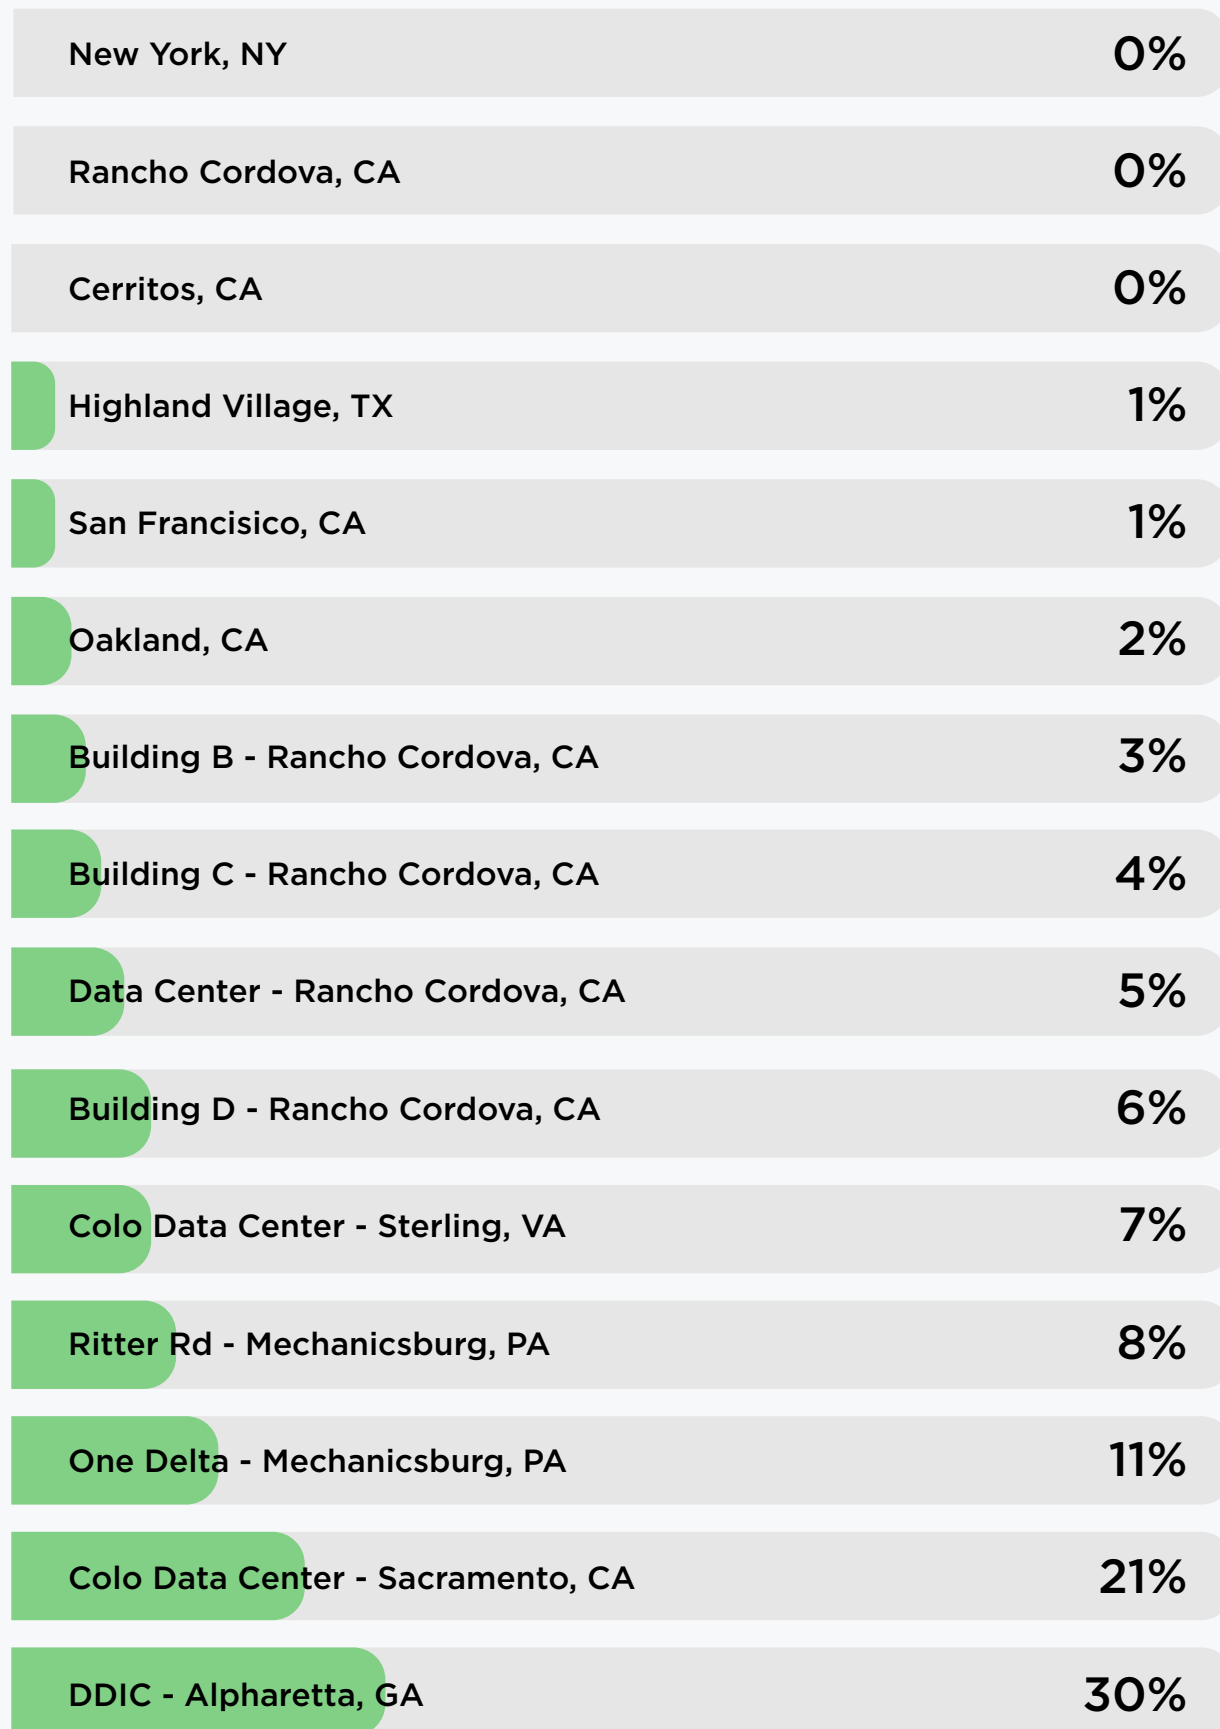 New York, NY 0%
Rancho Cordova, CA 0%
Cerritos, CA 0%
Highland Village, TX 1%
San Francisico, CA 1%
Oakland, CA 2%
Building B - Rancho Cordova, CA 3%
Building C - Rancho Cordova, CA 4%
Data Center - Rancho Cordova, CA 5%
Building D - Rancho Cordova, CA 6%
Colo Data Center - Sterling, VA 7%
Ritter Rd - Mechanicsburg, PA 8%
One Delta - Mechanicsburg, PA 11%
Colo Data Center - Sacramento, CA 21%
DDIC - Alpharetta, GA 30%